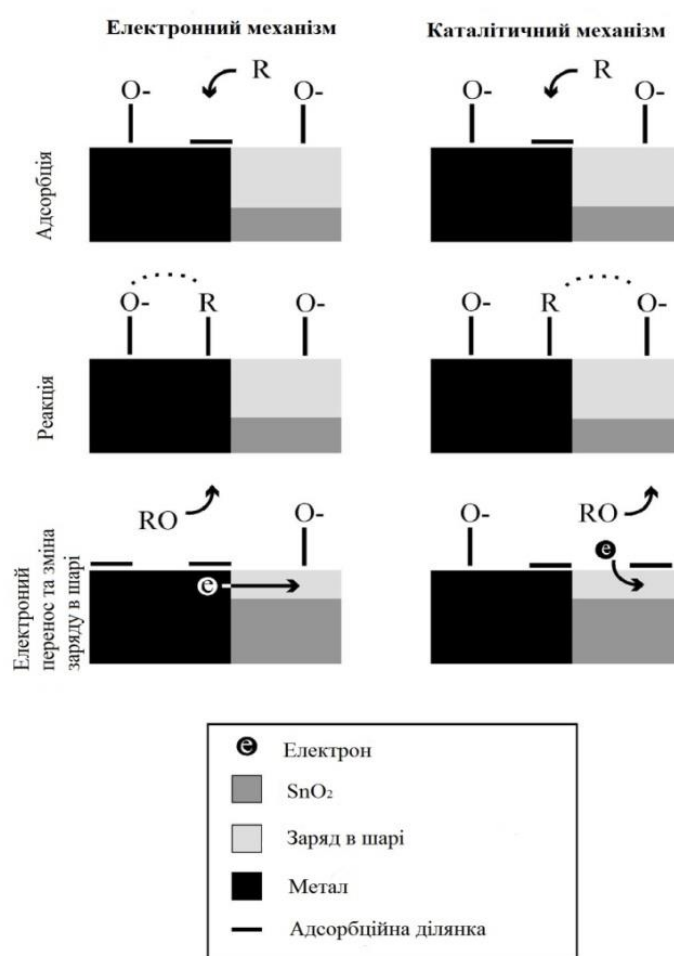 Електронний механізм
Каталітичний механізм
R
R
O-
O-
O-
O-
Адсорбція
O-
R
O-
O-
R
O-
Реакція
RO
O-
O-
RO
e
e
Електроний
перенос та зміна
заряду в шарі
e Електрон
SnO₂
Заряд в шарі
Метал
Адсорбційна ділянка